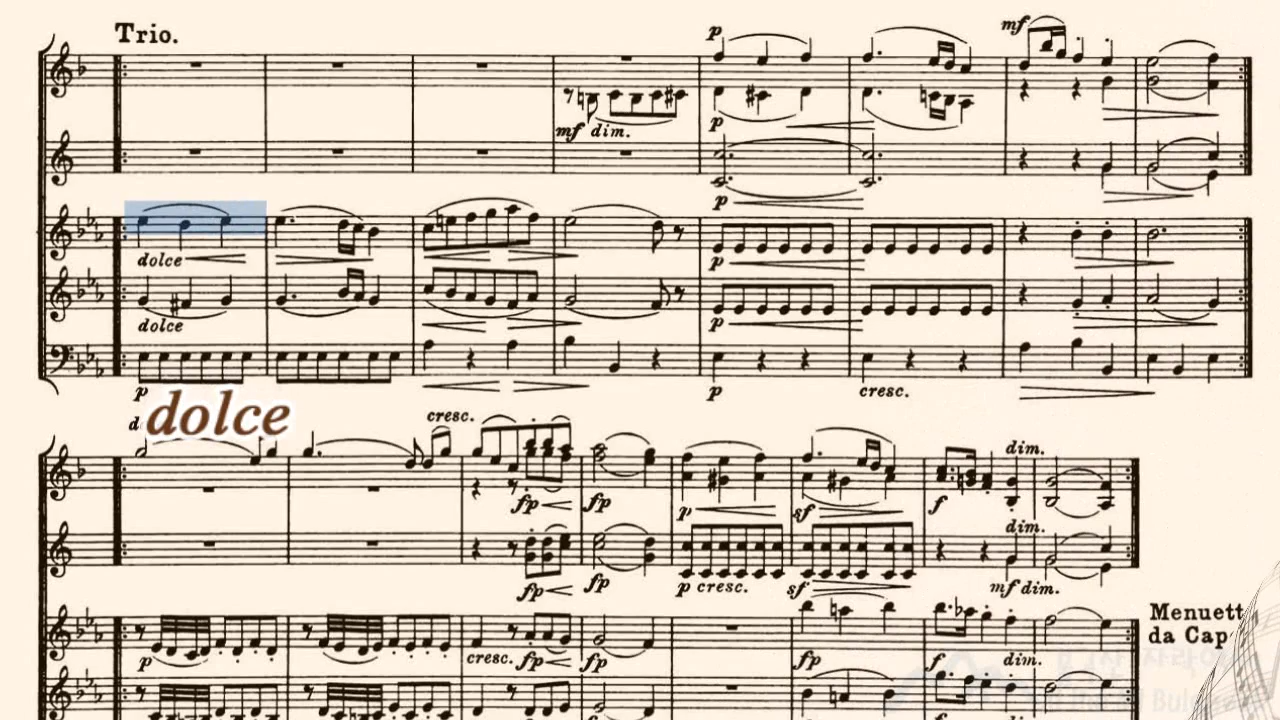 Trio.
p
mf
mf dim.
p
p
dolce
p
dolce
p
p
p
cresc.
dolce
cresc.
fp
fp
p
sf
f
dim.
fp
fp
p cresc.
sf
mf dim.
dim.
p
cresc. fp
fp
fp
f
dim.
Menuett
da Cap